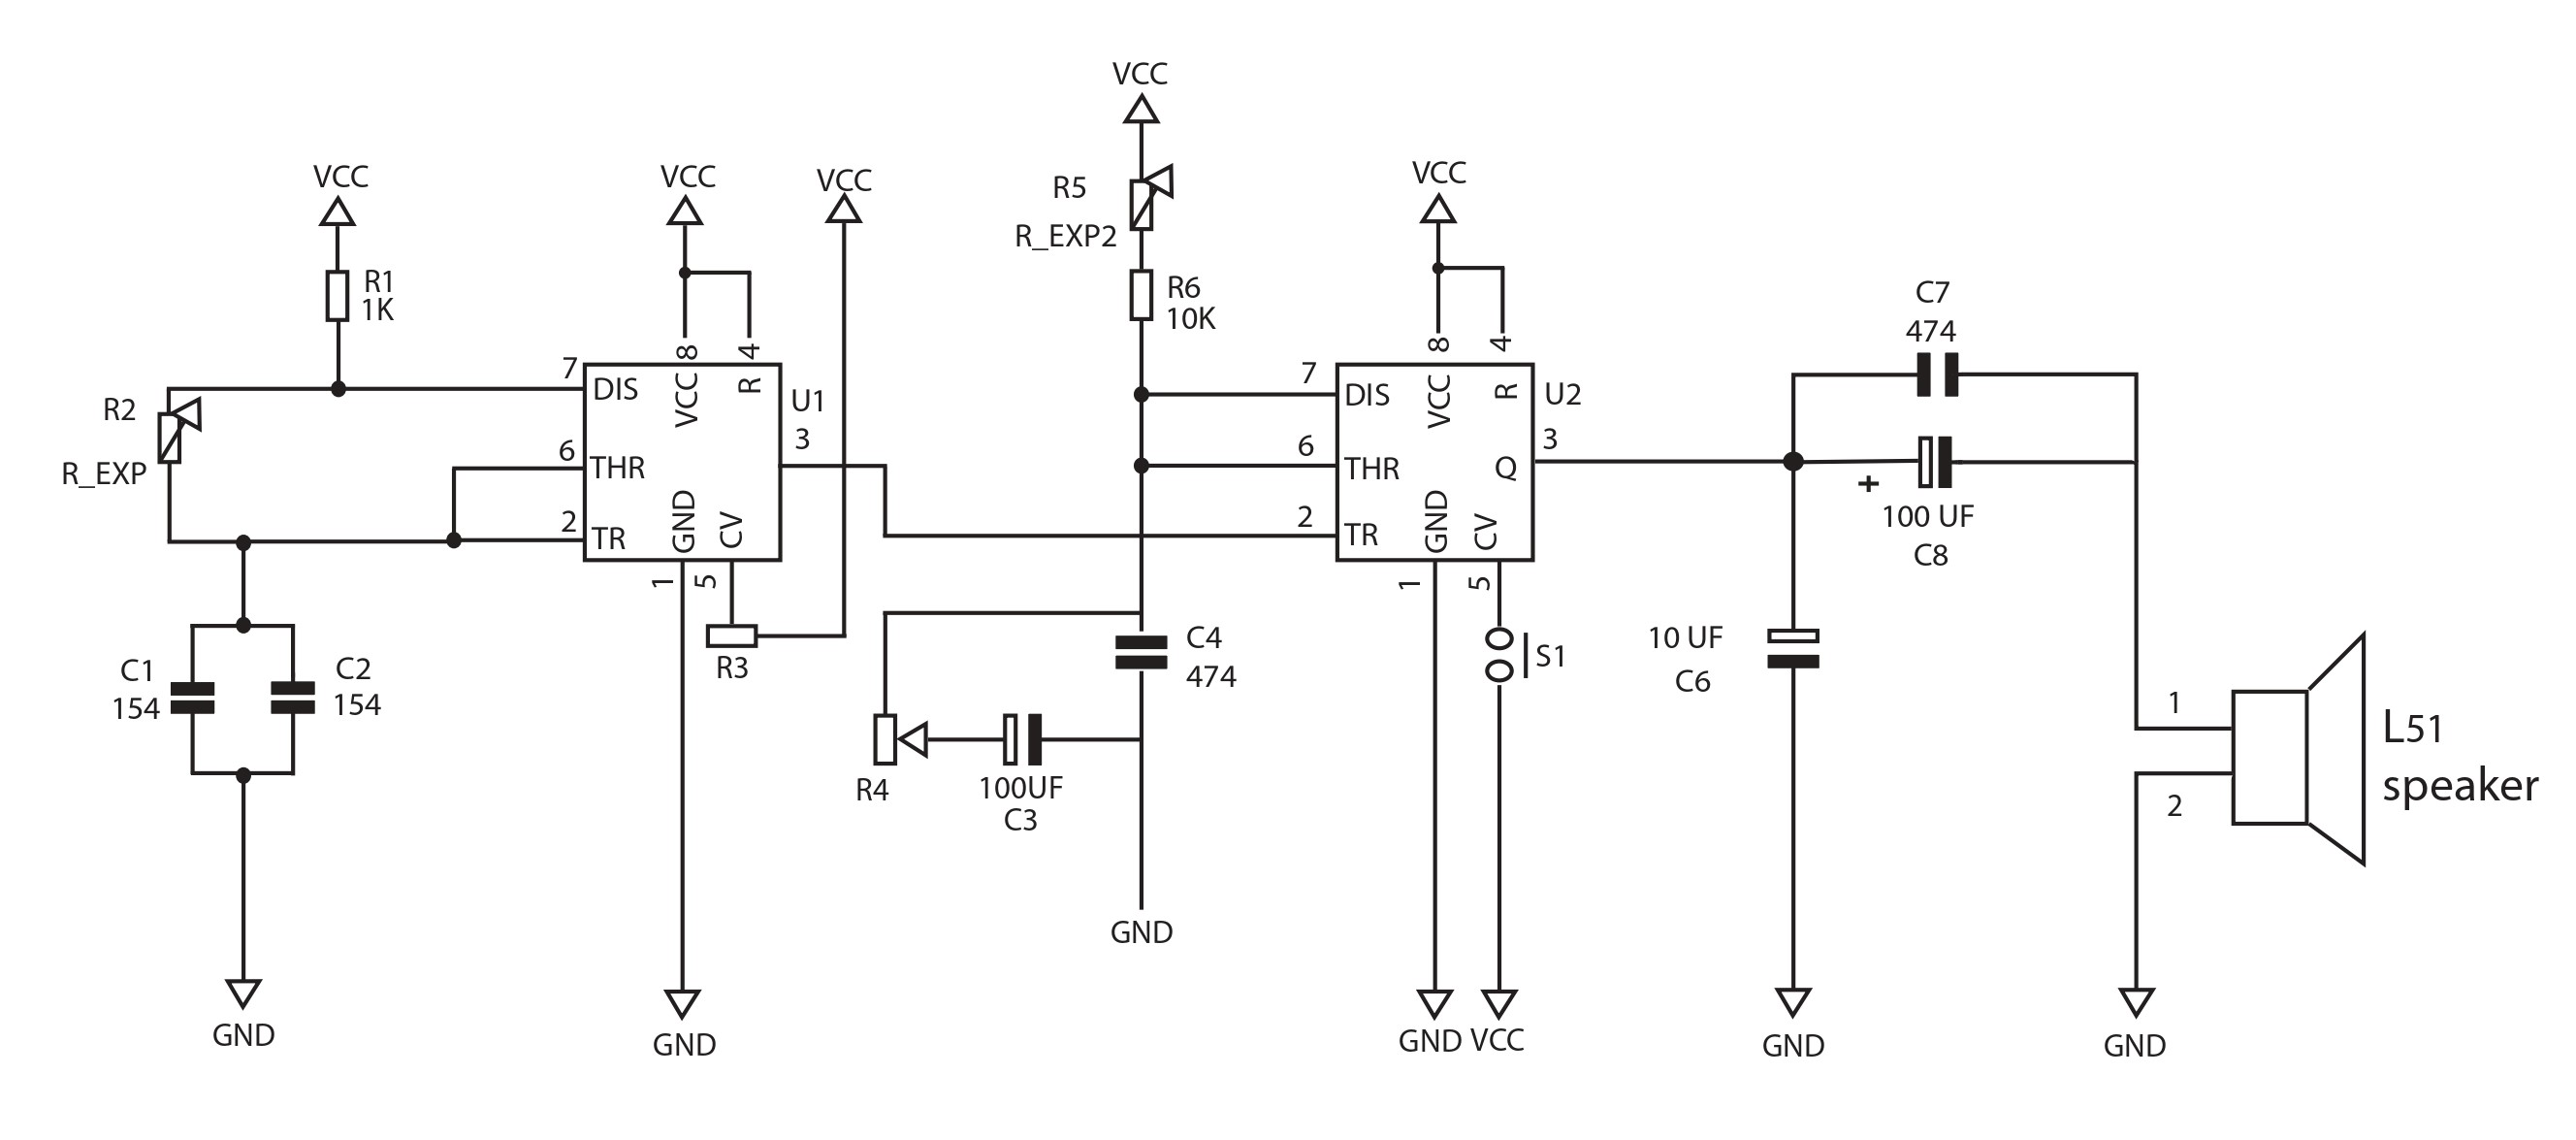 VCC
VCC
VCC
VCC
VCC
R5
R_EXP2
R1
1K
R6
10K
C7
474
7
8
4
7
8
4
R2
R_EXP
DIS
VCC
R
U1
3
DIS
VCC
R
U2
3
6
THR
6
THR
Q
2
TR
GND
CV
2
TR
GND
CV
+
100 UF
C8
1
5
1
5
C1
154
C2
154
R3
C4
474
S1
10 UF
C6
R4
100UF
C3
1
2
L51
speaker
GND
GND
GND
GND
VCC
GND
GND